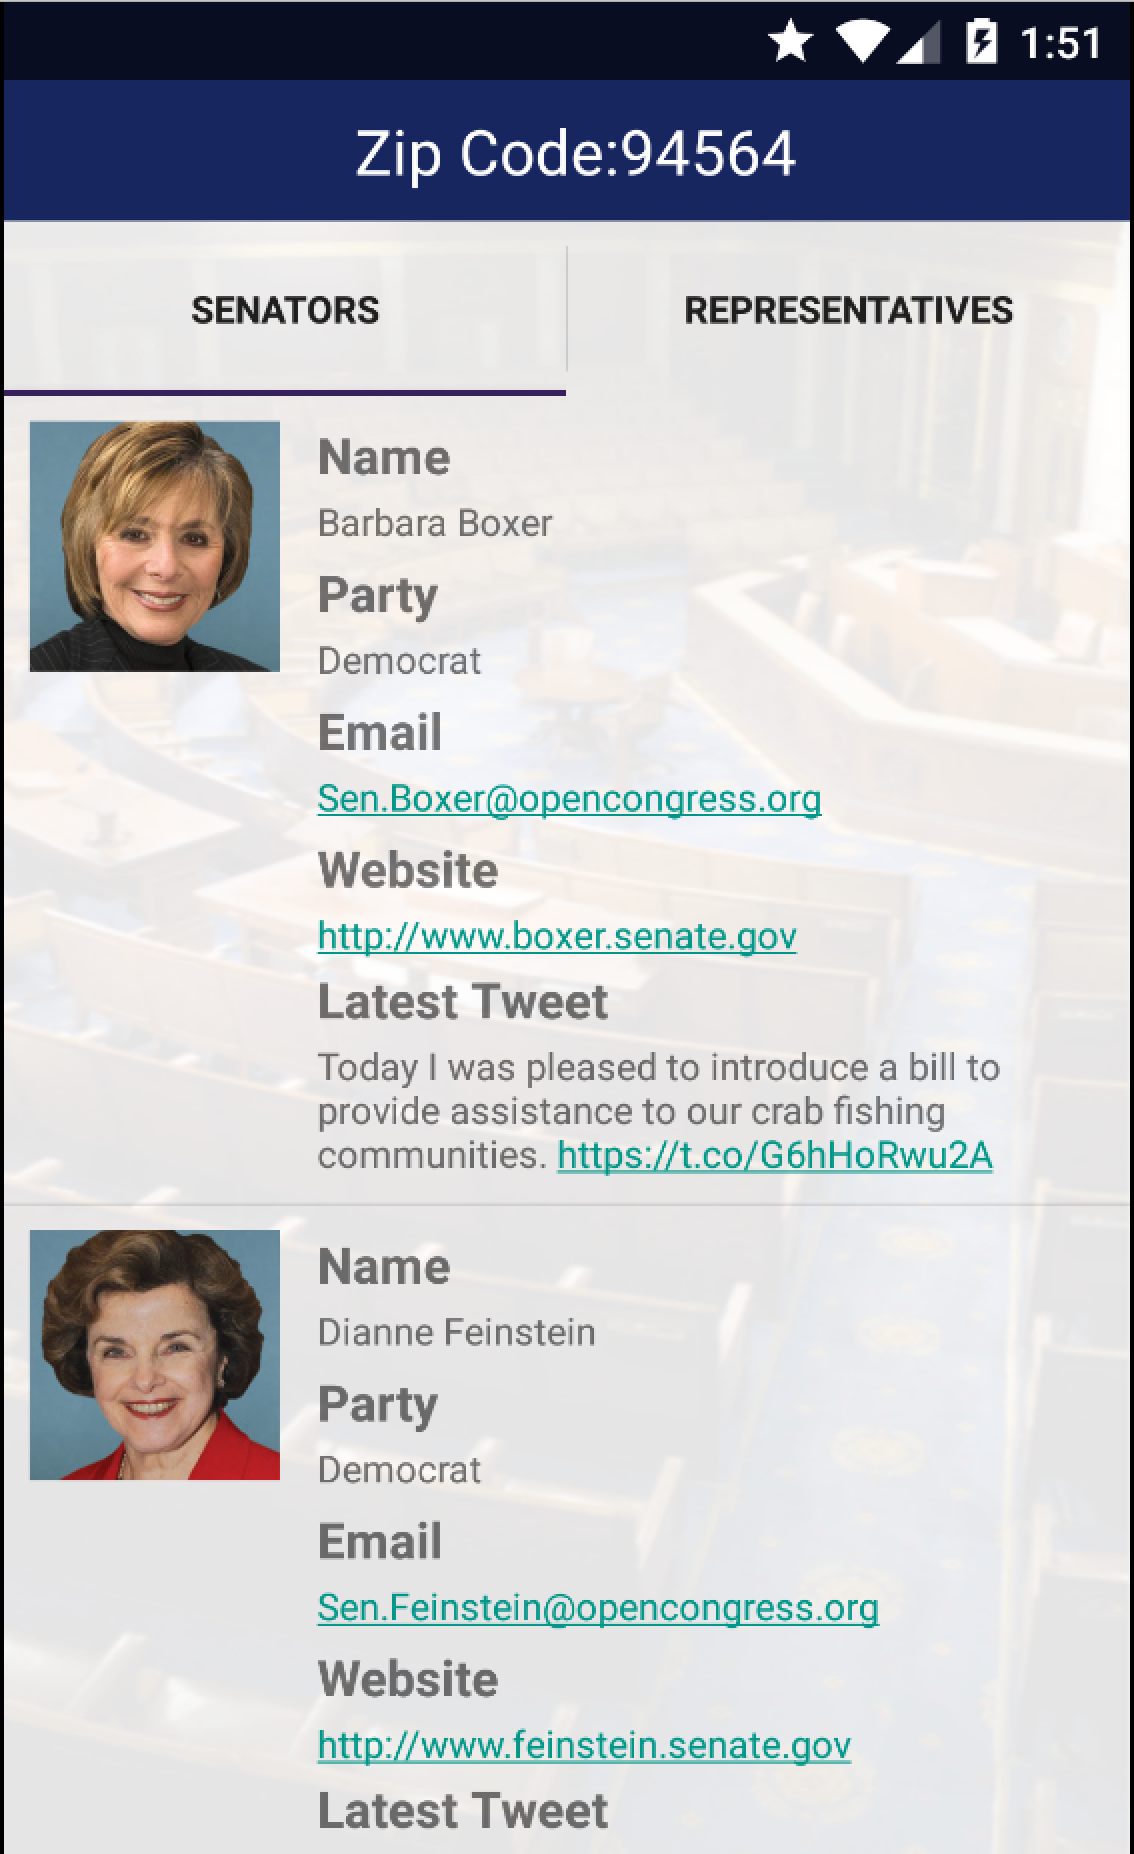 1:51
Zip Code:94564
SENATORS
REPRESENTATIVES
Name
Barbara Boxer
Party
Democrat
Email
Sen.Boxer@opencongress.org
Website
http://www.boxer.senate.gov
Latest Tweet
Today I was pleased to introduce a bill to
provide assistance to our crab fishing
communities. https://t.co/G6hHoRwu2A
Name
Dianne Feinstein
Party
Democrat
Email
Sen.Feinstein@opencongress.org
Website
http://www.feinstein.senate.gov
Latest Tweet